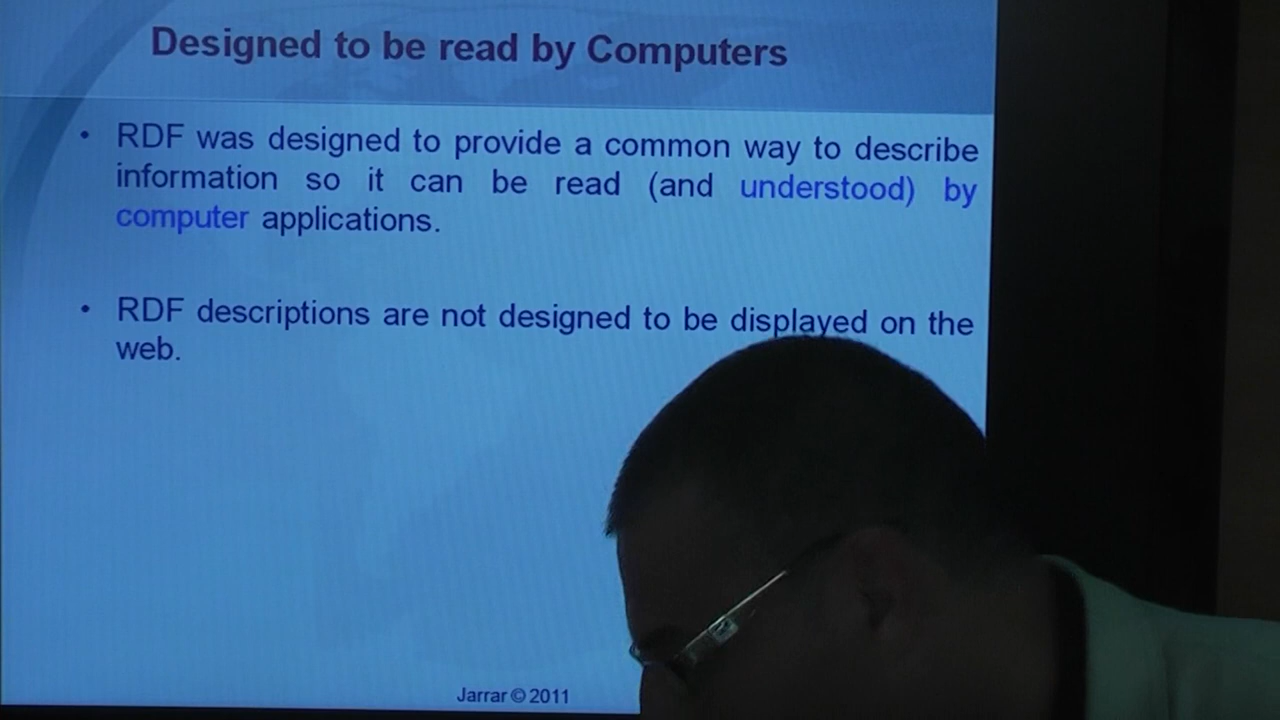 Designed to be read by Computers
• RDF was designed to provide a common way to describe
information so it can be read (and understood) by
computer applications.
• RDF descriptions are not designed to be displayed on the
web.
Jarrar © 2011